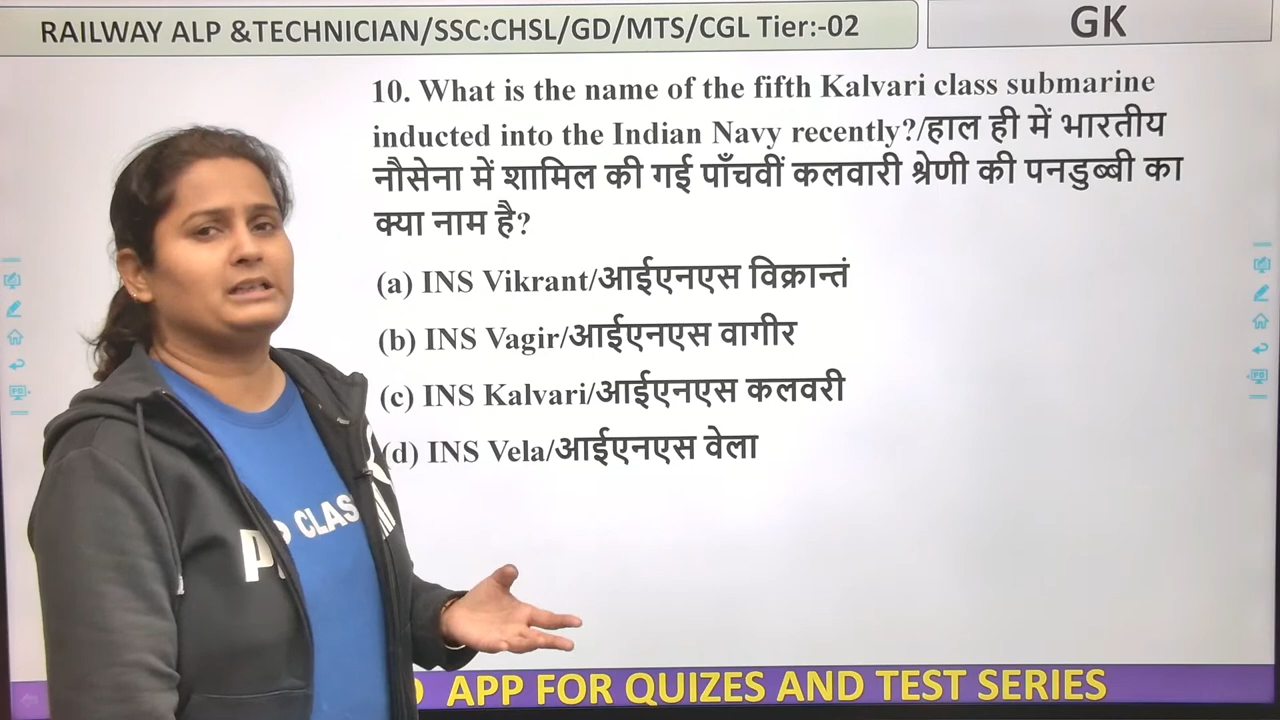 RAILWAY ALP &TECHNICIAN/SSC:CHSL/GD/MTS/CGL Tier:-02
GK
10. What is the name of the fifth Kalvari class submarine
inducted into the Indian Navy recently?/हाल ही में भारतीय
नौसेना में शामिल की गई पाँचवीं कलवारी श्रेणी की पनडुब्बी का
क्या नाम है?
(a) INS Vikrant/आईएनएस विक्रान्तं
(b) INS Vagir/आईएनएस वागीर
(c) INS Kalvari/आईएनएस कलवरी
(d) INS Vela/आईएनएस वेला
CLAS
APP FOR QUIZES AND TEST SERIES